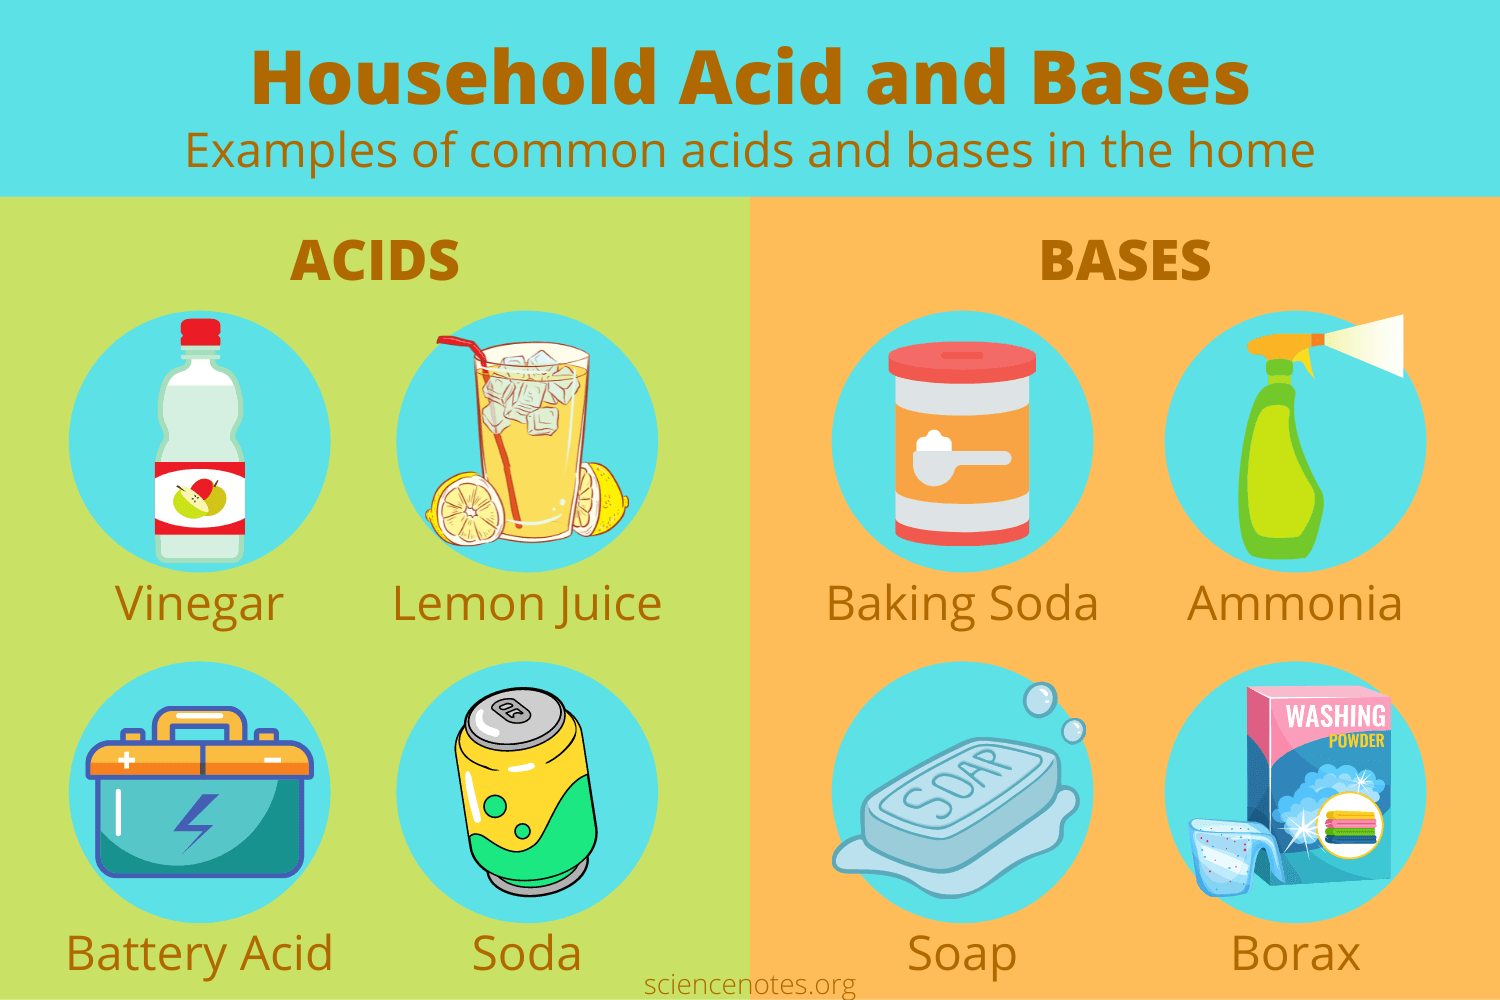 Household Acid and Bases
Examples of common acids and bases in the home
ACIDS
Vinegar
Lemon Juice
+ -
Battery Acid
Soda
BASES
Baking Soda
Ammonia
SOAP
Soap
WASHING
POWDER
Borax
sciencenotes.org